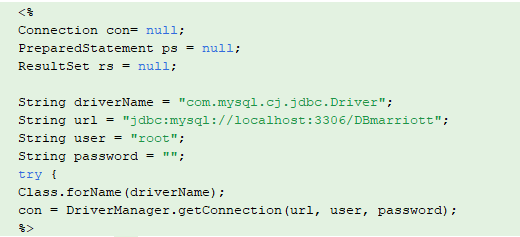 <%
Connection con= null;
PreparedStatement ps = null;
ResultSet rs = null;

String driverName = "com.mysql.cj.jdbc.Driver";
String url = "jdbc:mysql://localhost:3306/DBmarriott";
String user = "root";
String password = "";
try {
Class.forName(driverName);
con = DriverManager.getConnection(url, user, password);
%>